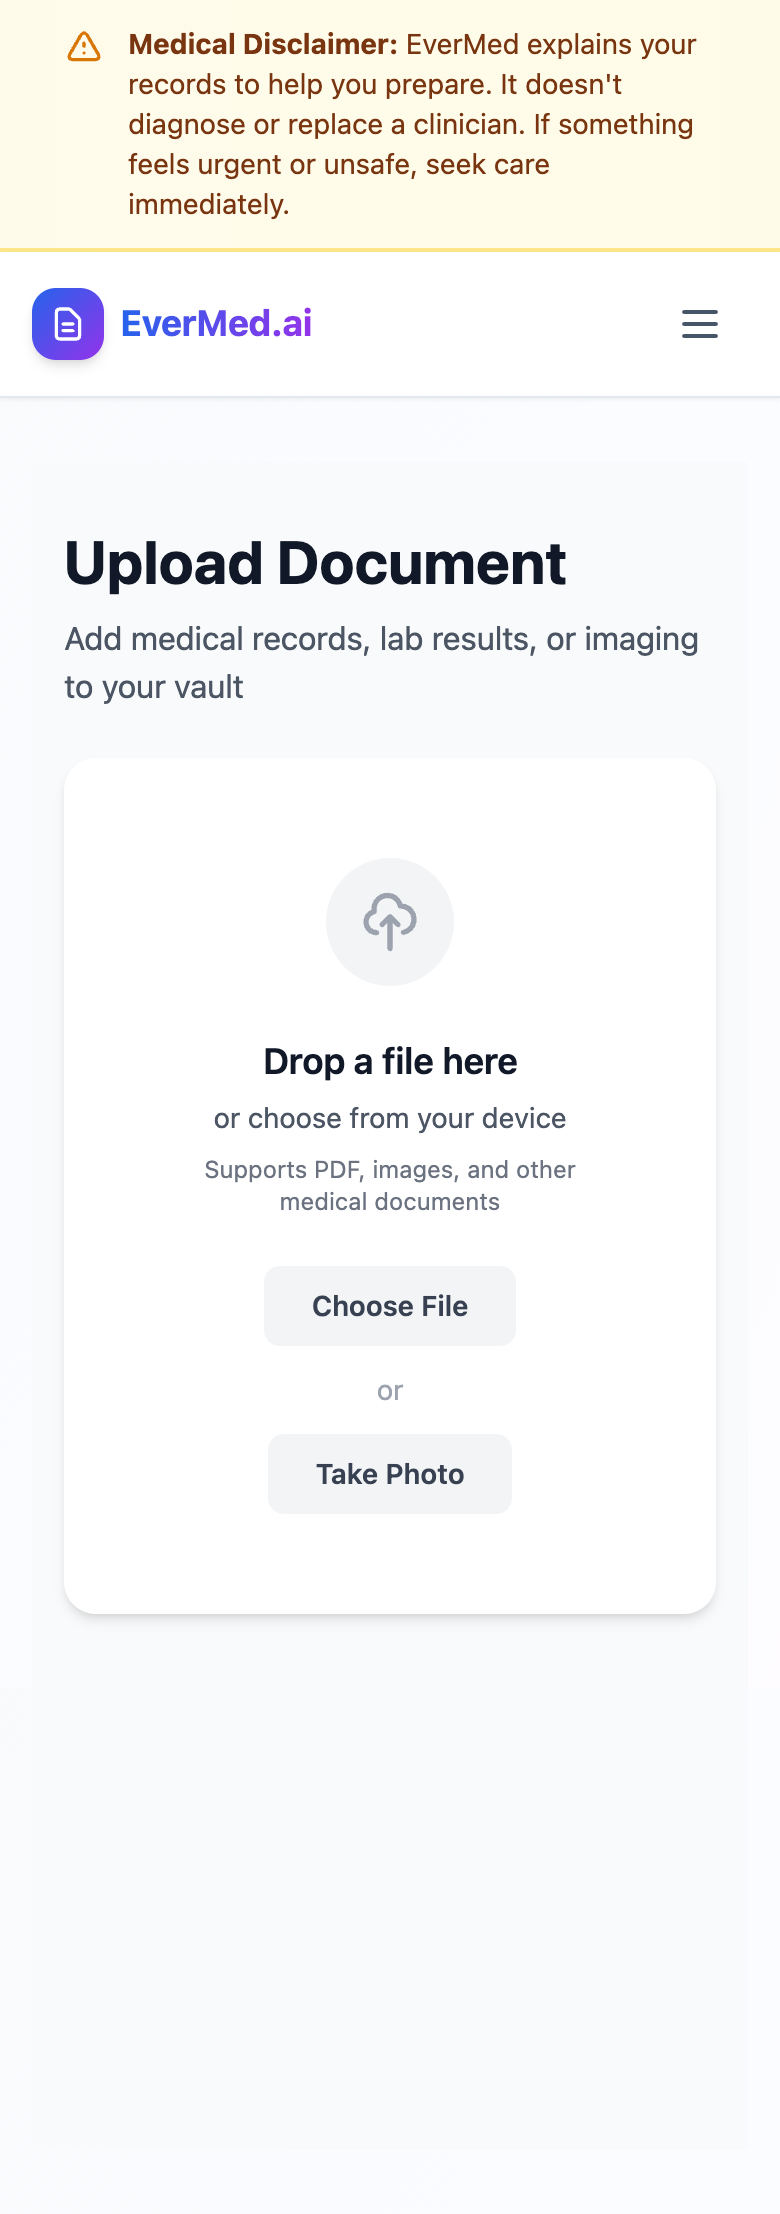 Medical Disclaimer: EverMed explains your
records to help you prepare. It doesn't
diagnose or replace a clinician. If something
feels urgent or unsafe, seek care
immediately.
EverMed.ai
Upload Document
Add medical records, lab results, or imaging
to your vault
Drop a file here
or choose from your device
Supports PDF, images, and other
medical documents
Choose File
or
Take Photo